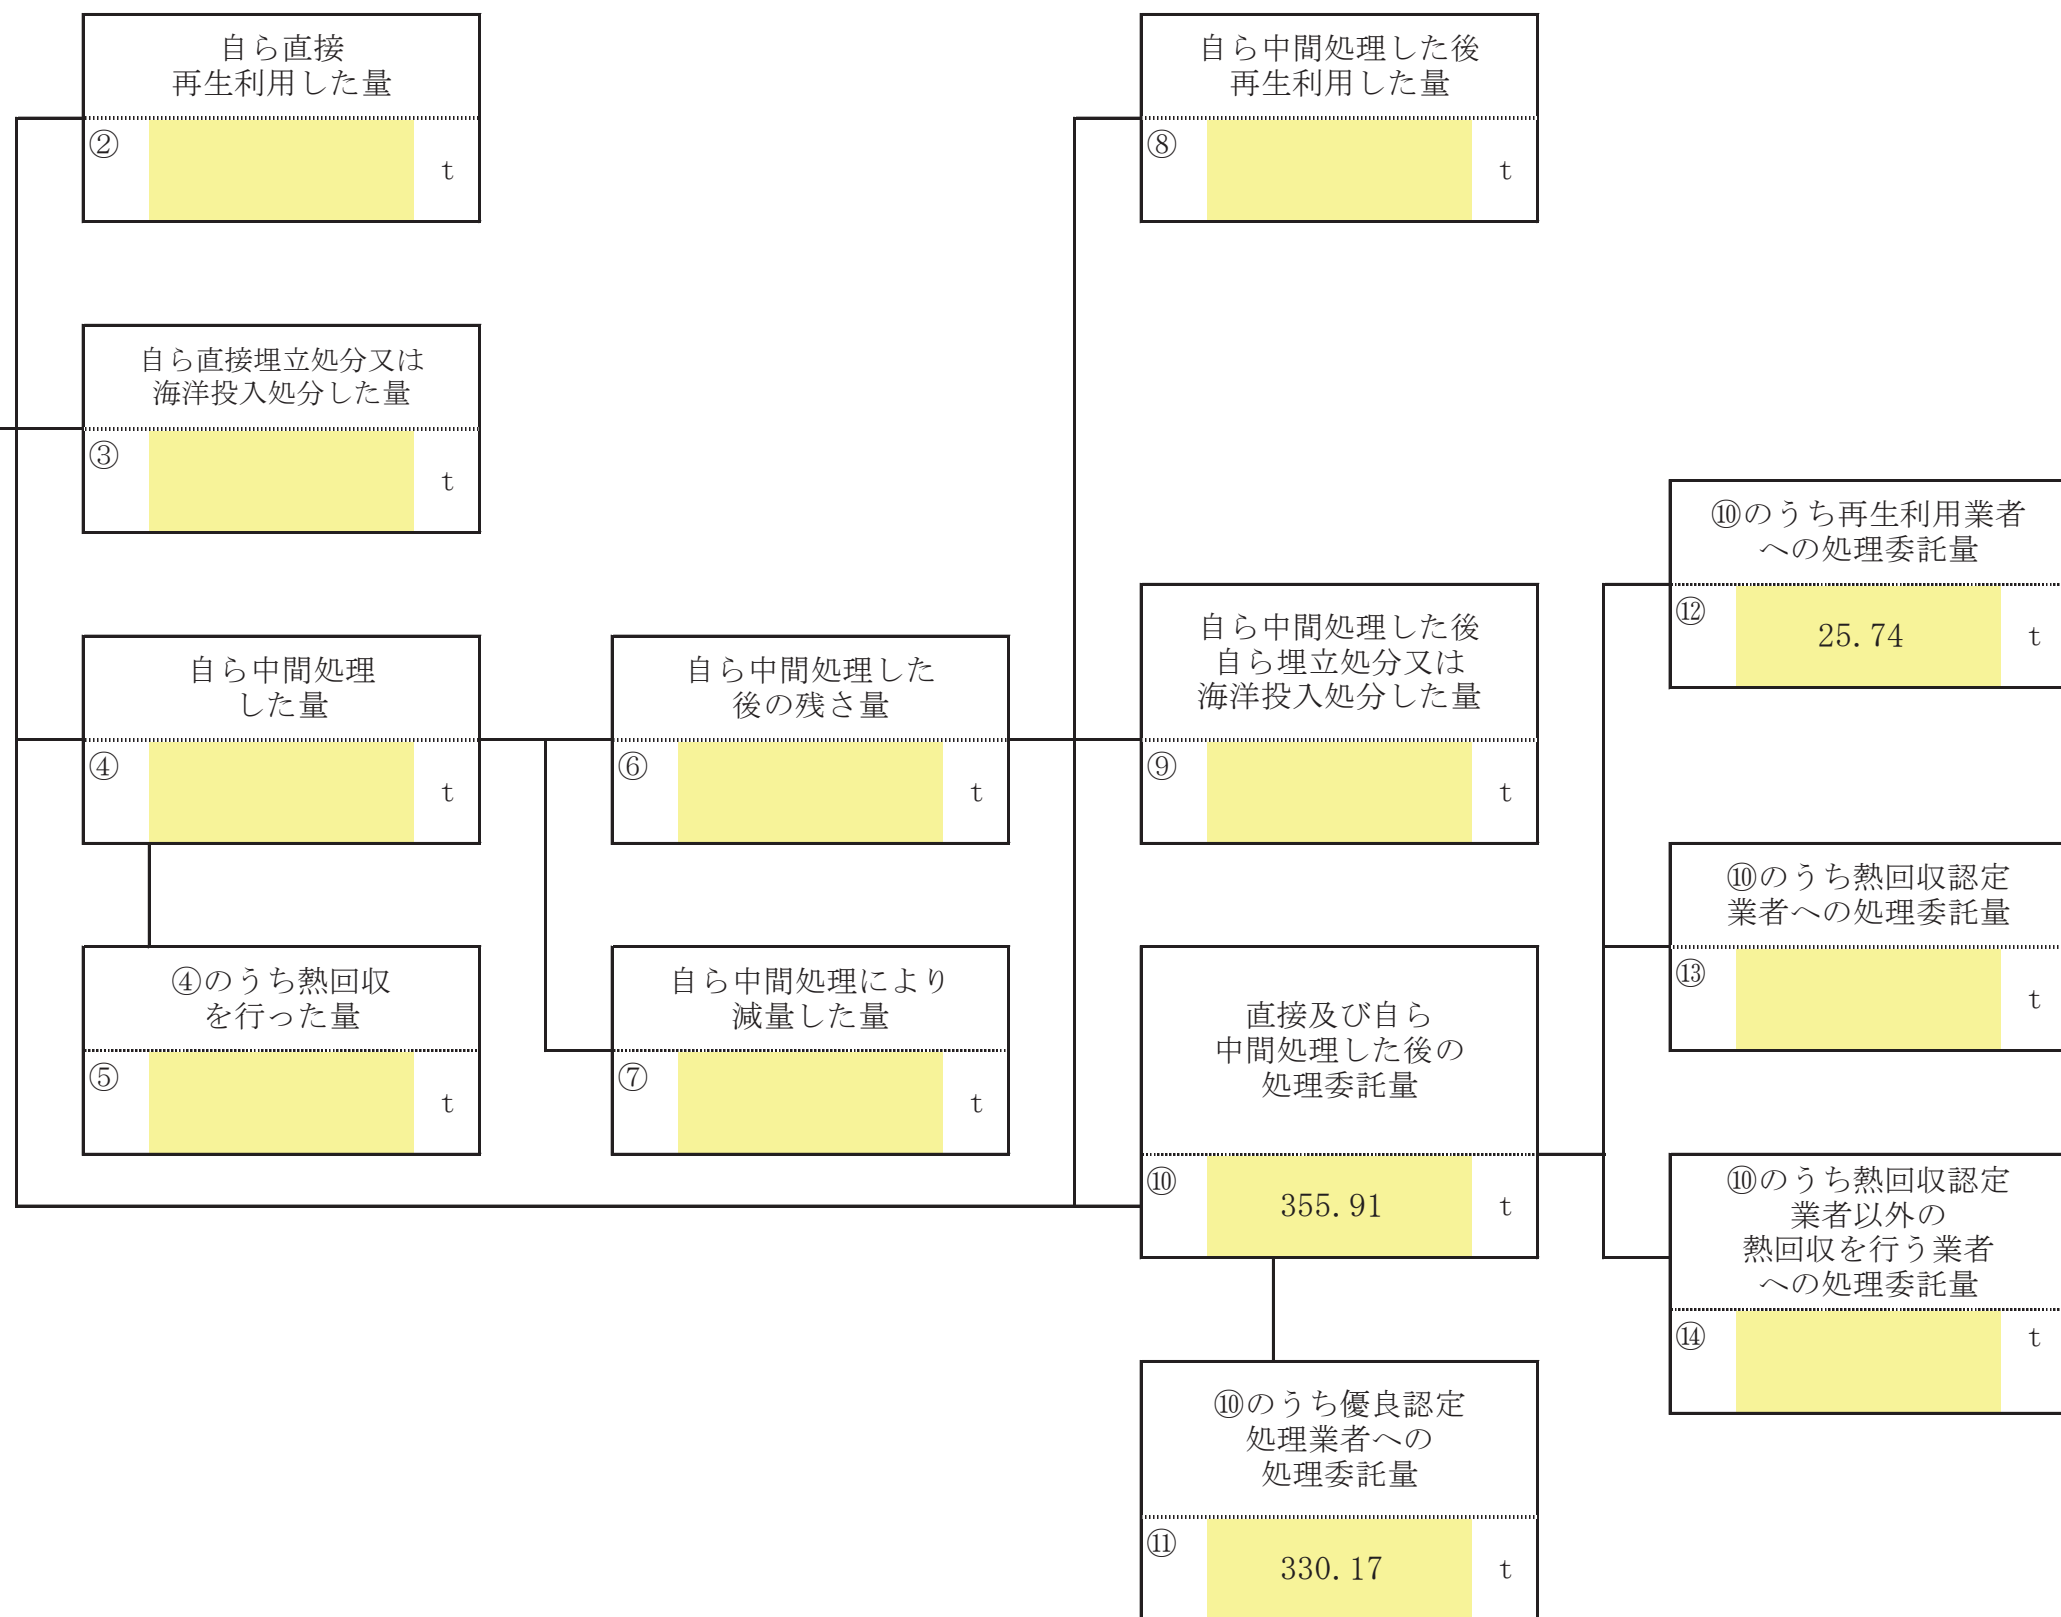 自ら直接
再生利用した量
②
t
自ら中間処理した後
再生利用した量
⑧
t
自ら直接埋立処分又は
海洋投入処分した量
③
t
⑩のうち再生利用業者
への処理委託量
⑫
25.74
t
自ら中間処理
した量
④
t
自ら中間処理した
後の残さ量
⑥
t
自ら中間処理した後
自ら埋立処分又は
海洋投入処分した量
⑨
t
⑩のうち熱回収認定
業者への処理委託量
⑬
t
④のうち熱回収
を行った量
⑤
t
自ら中間処理により
減量した量
⑦
t
直接及び自ら
中間処理した後の
処理委託量
⑩
355.91
t
⑩のうち熱回収認定
業者以外の
熱回収を行う業者
への処理委託量
⑭
t
⑩のうち優良認定
処理業者への
処理委託量
⑪
330.17
t